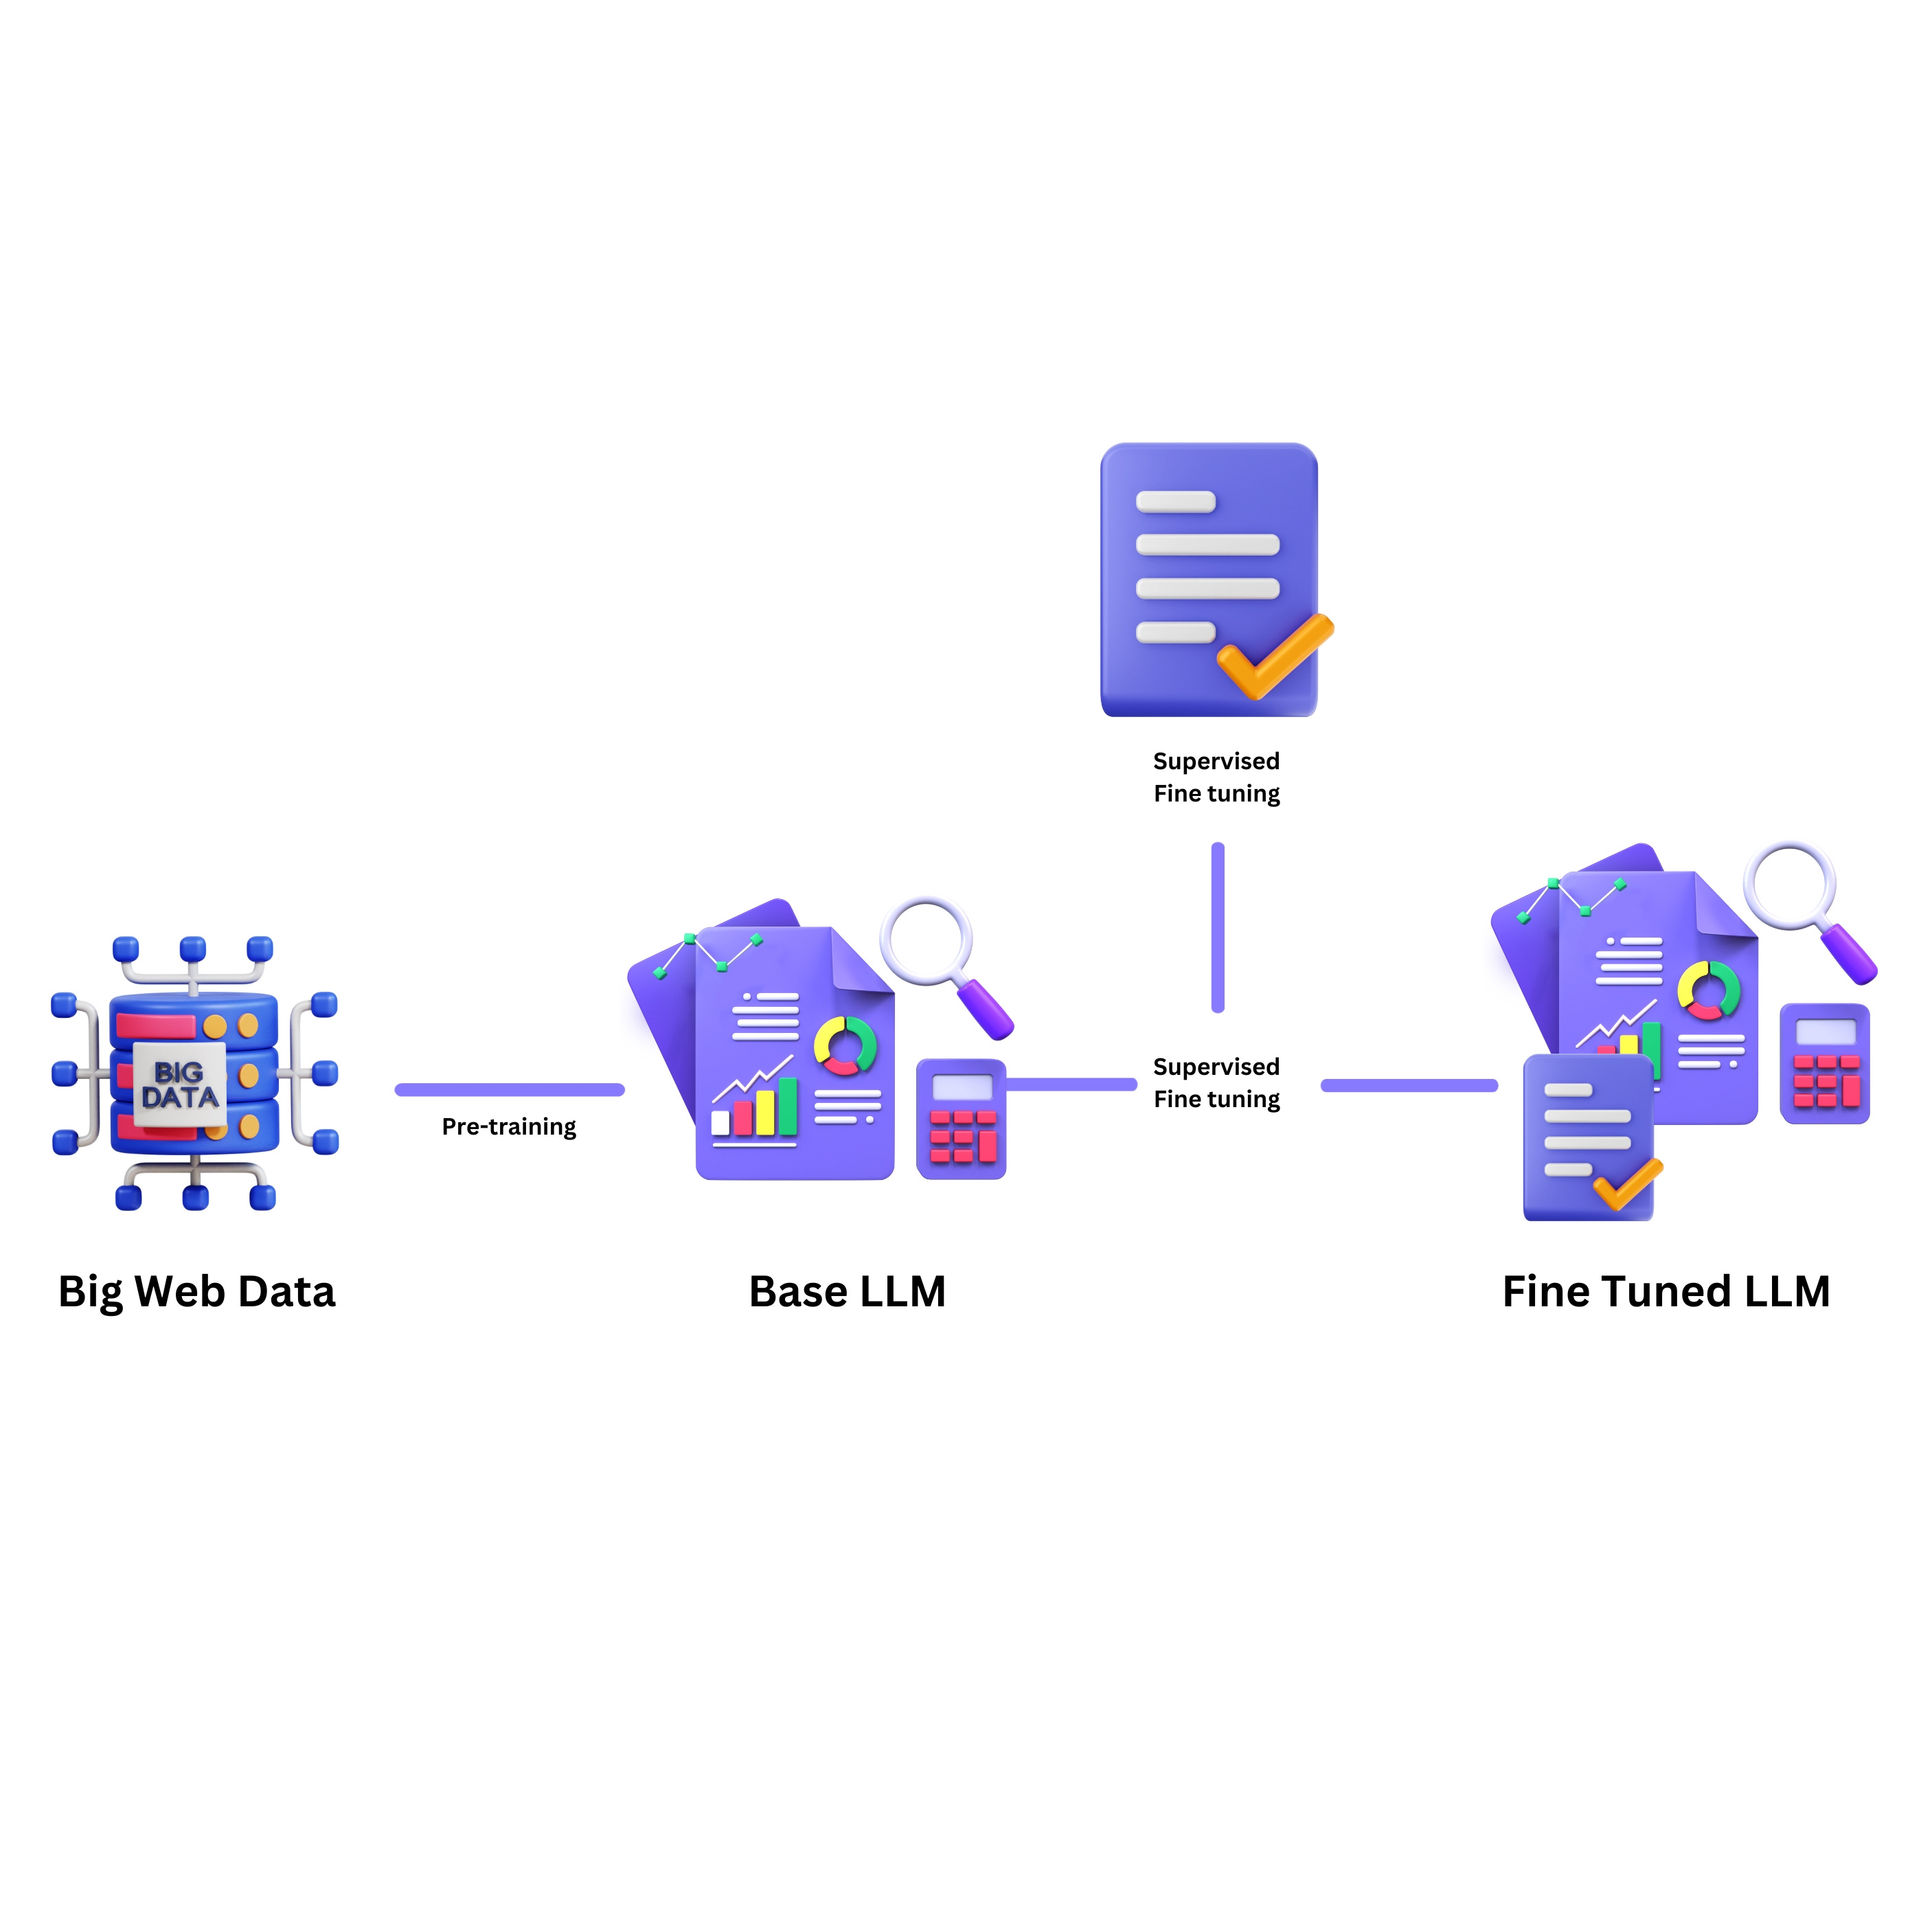 Supervised
Fine tuning
BIG
DATA
Pre-training
Supervised
Fine tuning
Big Web Data
Base LLM
Fine Tuned LLM